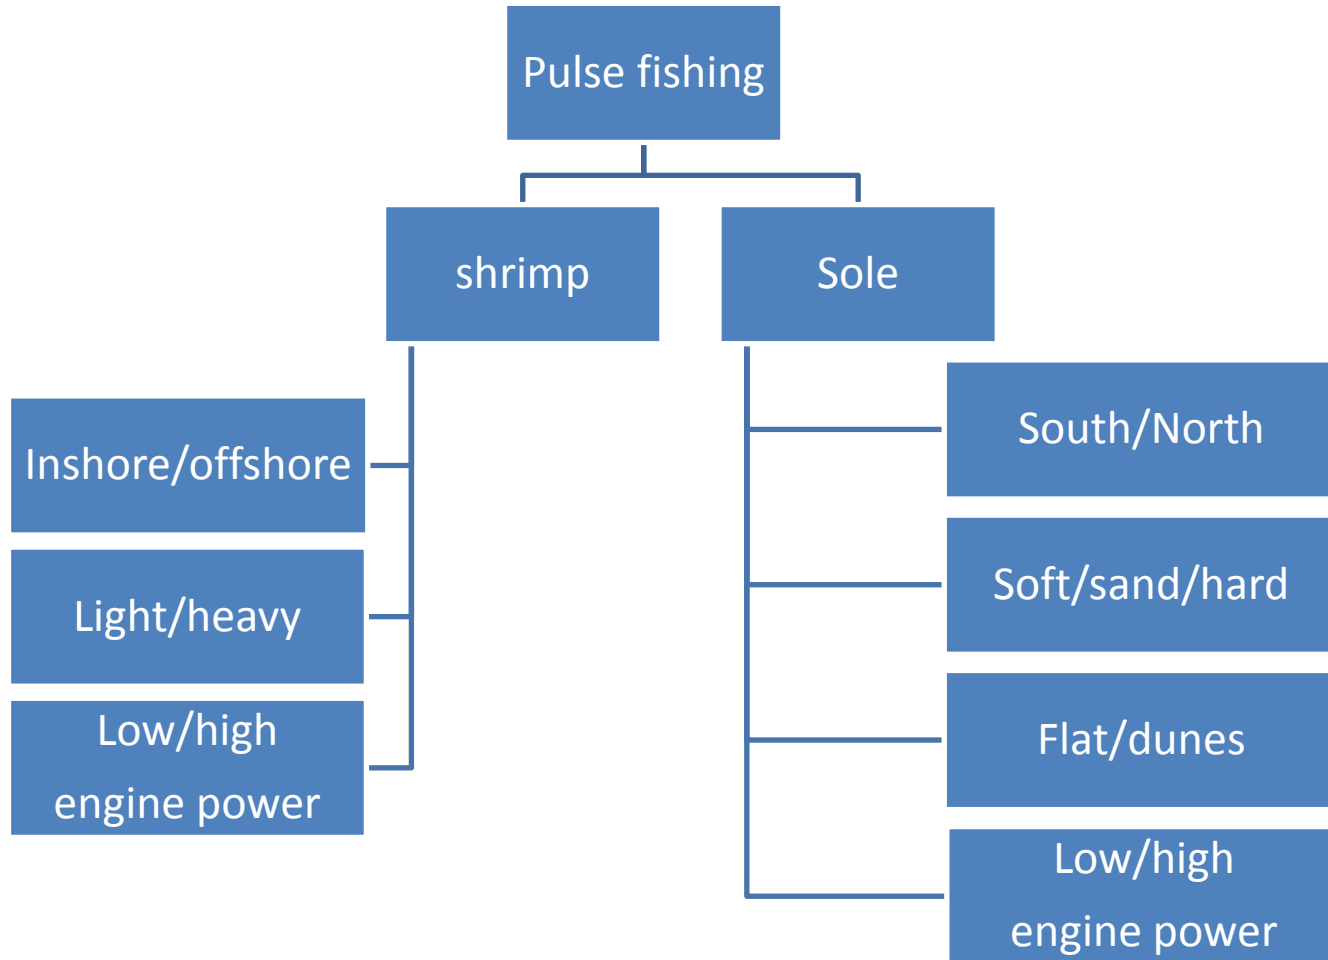 Pulse fishing
shrimp
Sole
Inshore/offshore
Light/heavy
Low/high
engine power
South/North
Soft/sand/hard
Flat/dunes
Low/high
engine power